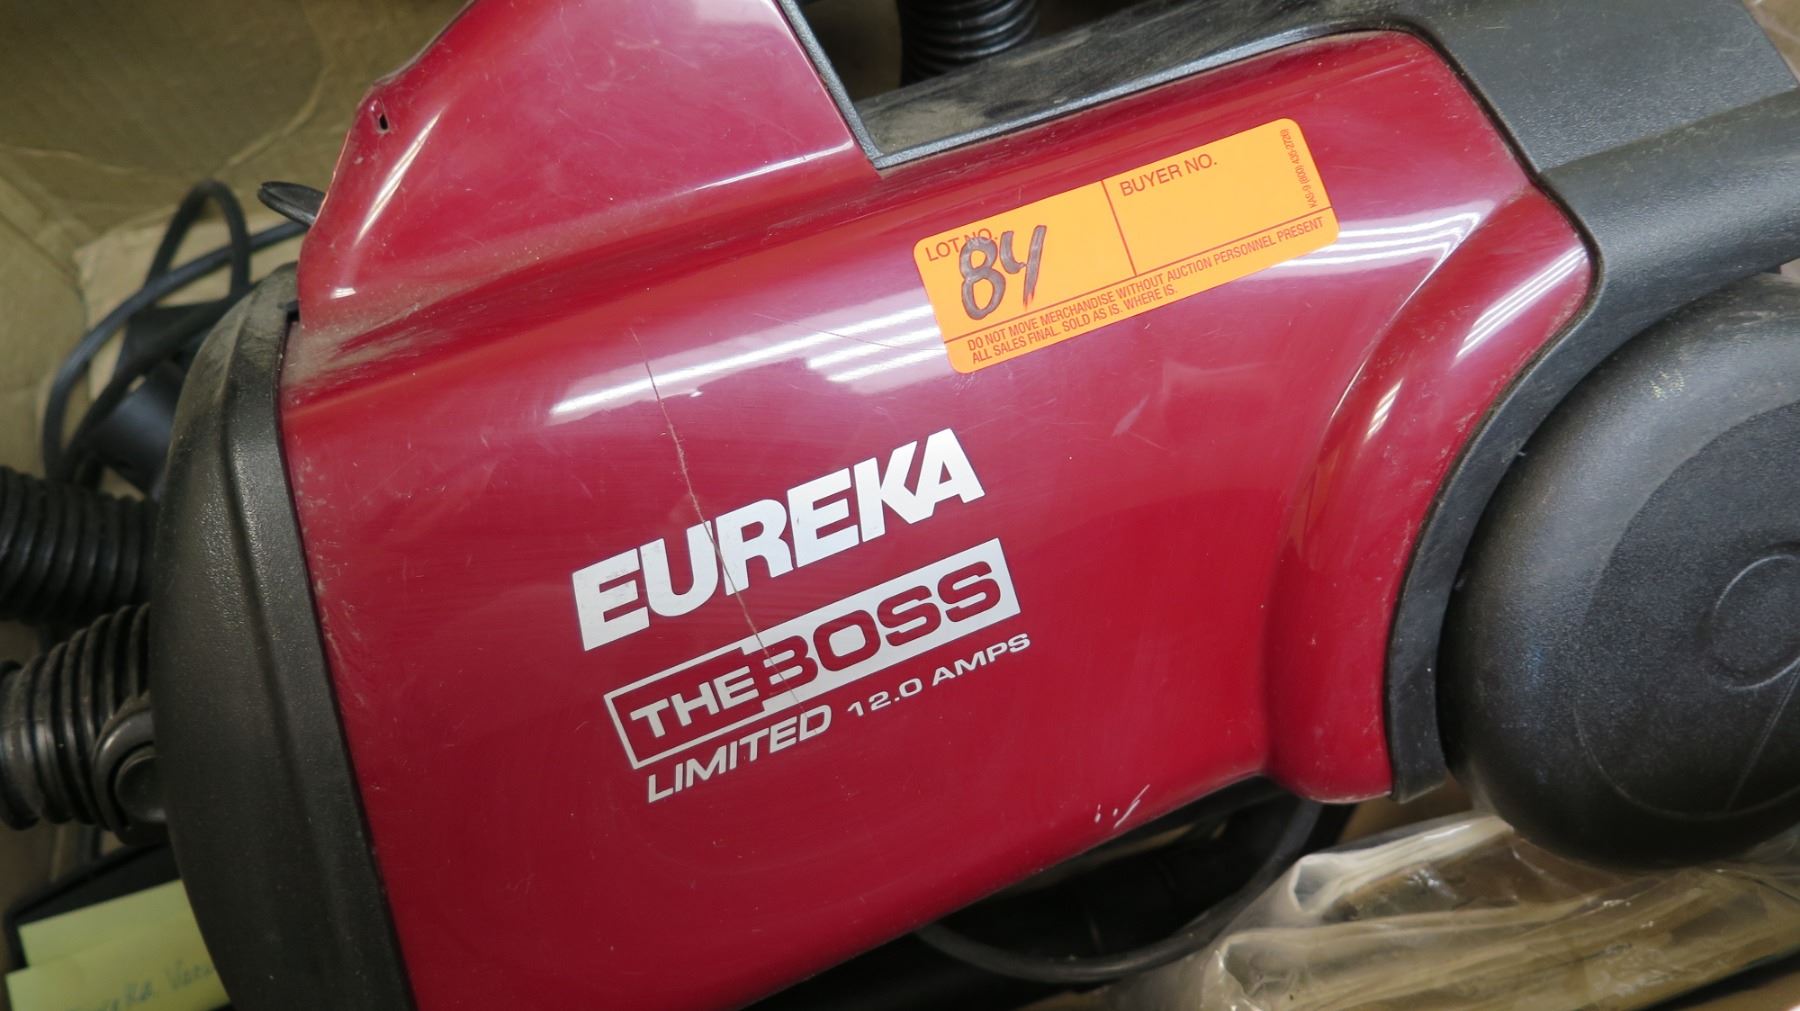 LOT NO.
84
BUYER NO.
DO NOT MOVE MERCHANDISE WITHOUT AUCTION PERSONNEL PRESENT
ALL SALES FINAL. SOLD AS IS. WHERE IS.
EUREKA
THE BOSS
LIMITED 12.0 AMPS